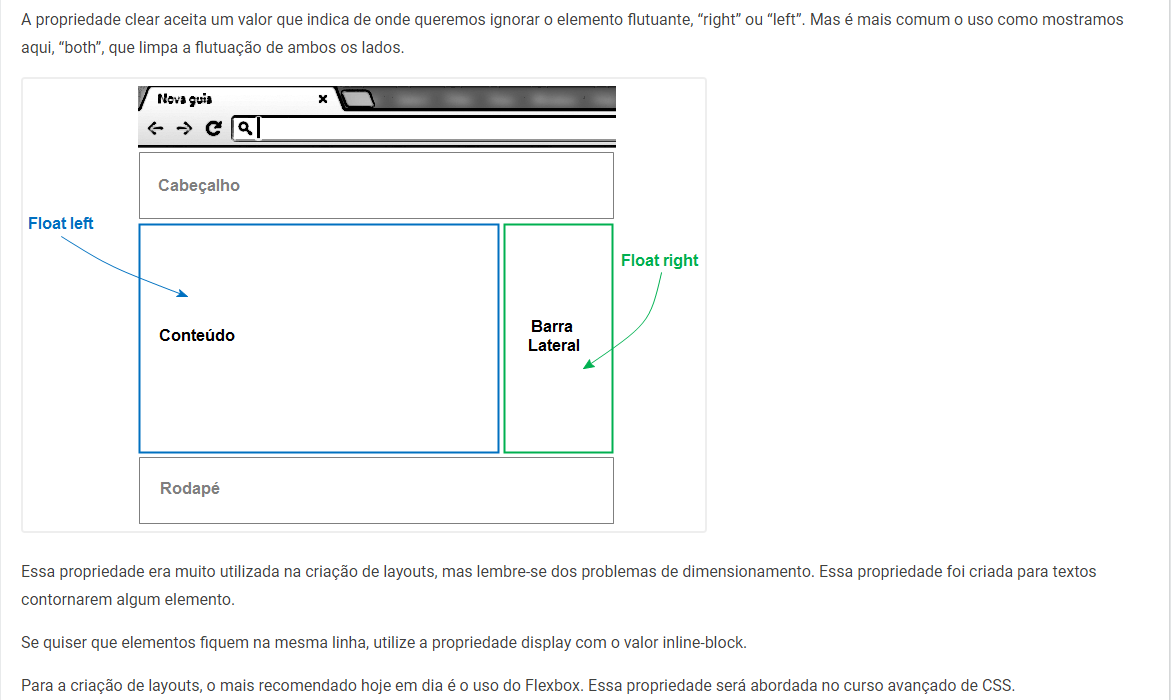 A propriedade clear aceita um valor que indica de onde queremos ignorar o elemento flutuante, “right” ou “left”. Mas é mais comum o uso como mostramos
aqui, “both”, que limpa a flutuação de ambos os lados.
Nova guia
Cabeçalho
Float left
Float right
Conteúdo
Barra
Lateral
Rodapé
Essa propriedade era muito utilizada na criação de layouts, mas lembre-se dos problemas de dimensionamento. Essa propriedade foi criada para textos
contornarem algum elemento.
Se quiser que elementos fiquem na mesma linha, utilize a propriedade display com o valor inline-block.
Para a criação de layouts, o mais recomendado hoje em dia é o uso do Flexbox. Essa propriedade será abordada no curso avançado de CSS.